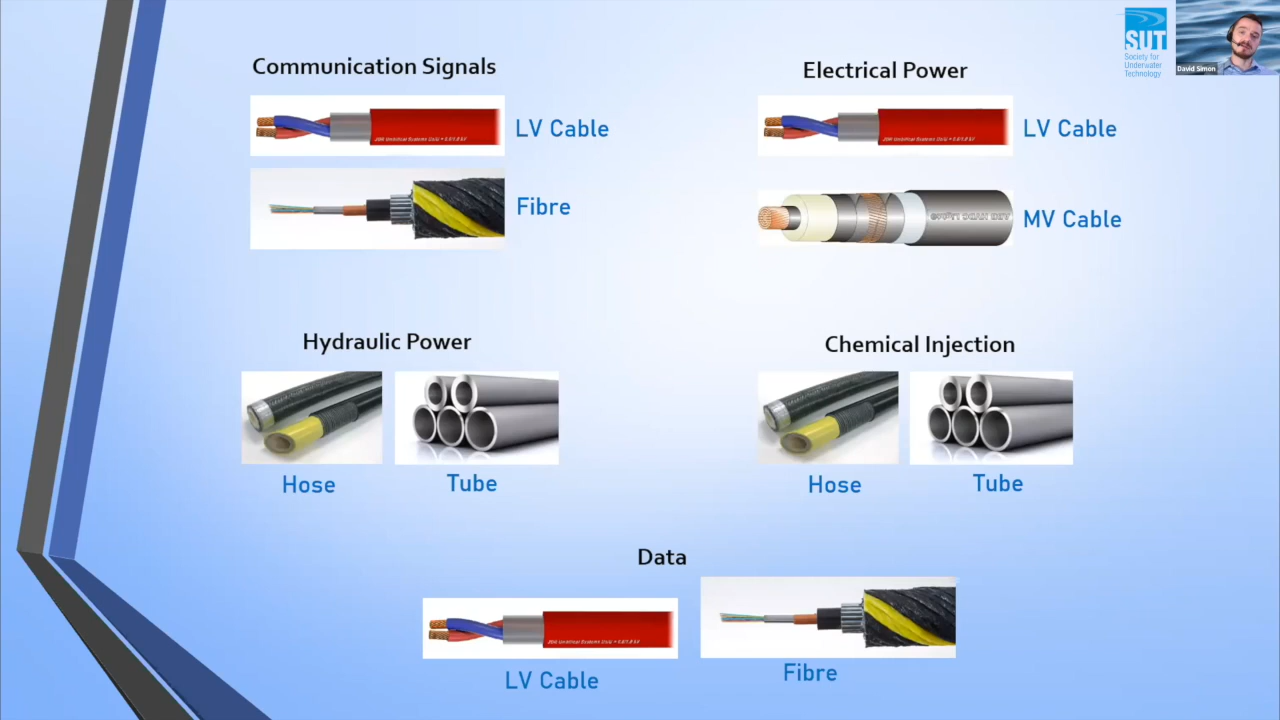 SUT
Society for
Underwater
Technology
David Simon
Communication Signals
LV Cable
Fibre
Electrical Power
LV Cable
MV Cable
Hydraulic Power
Hose
Tube
Chemical Injection
Hose
Tube
Data
LV Cable
Fibre